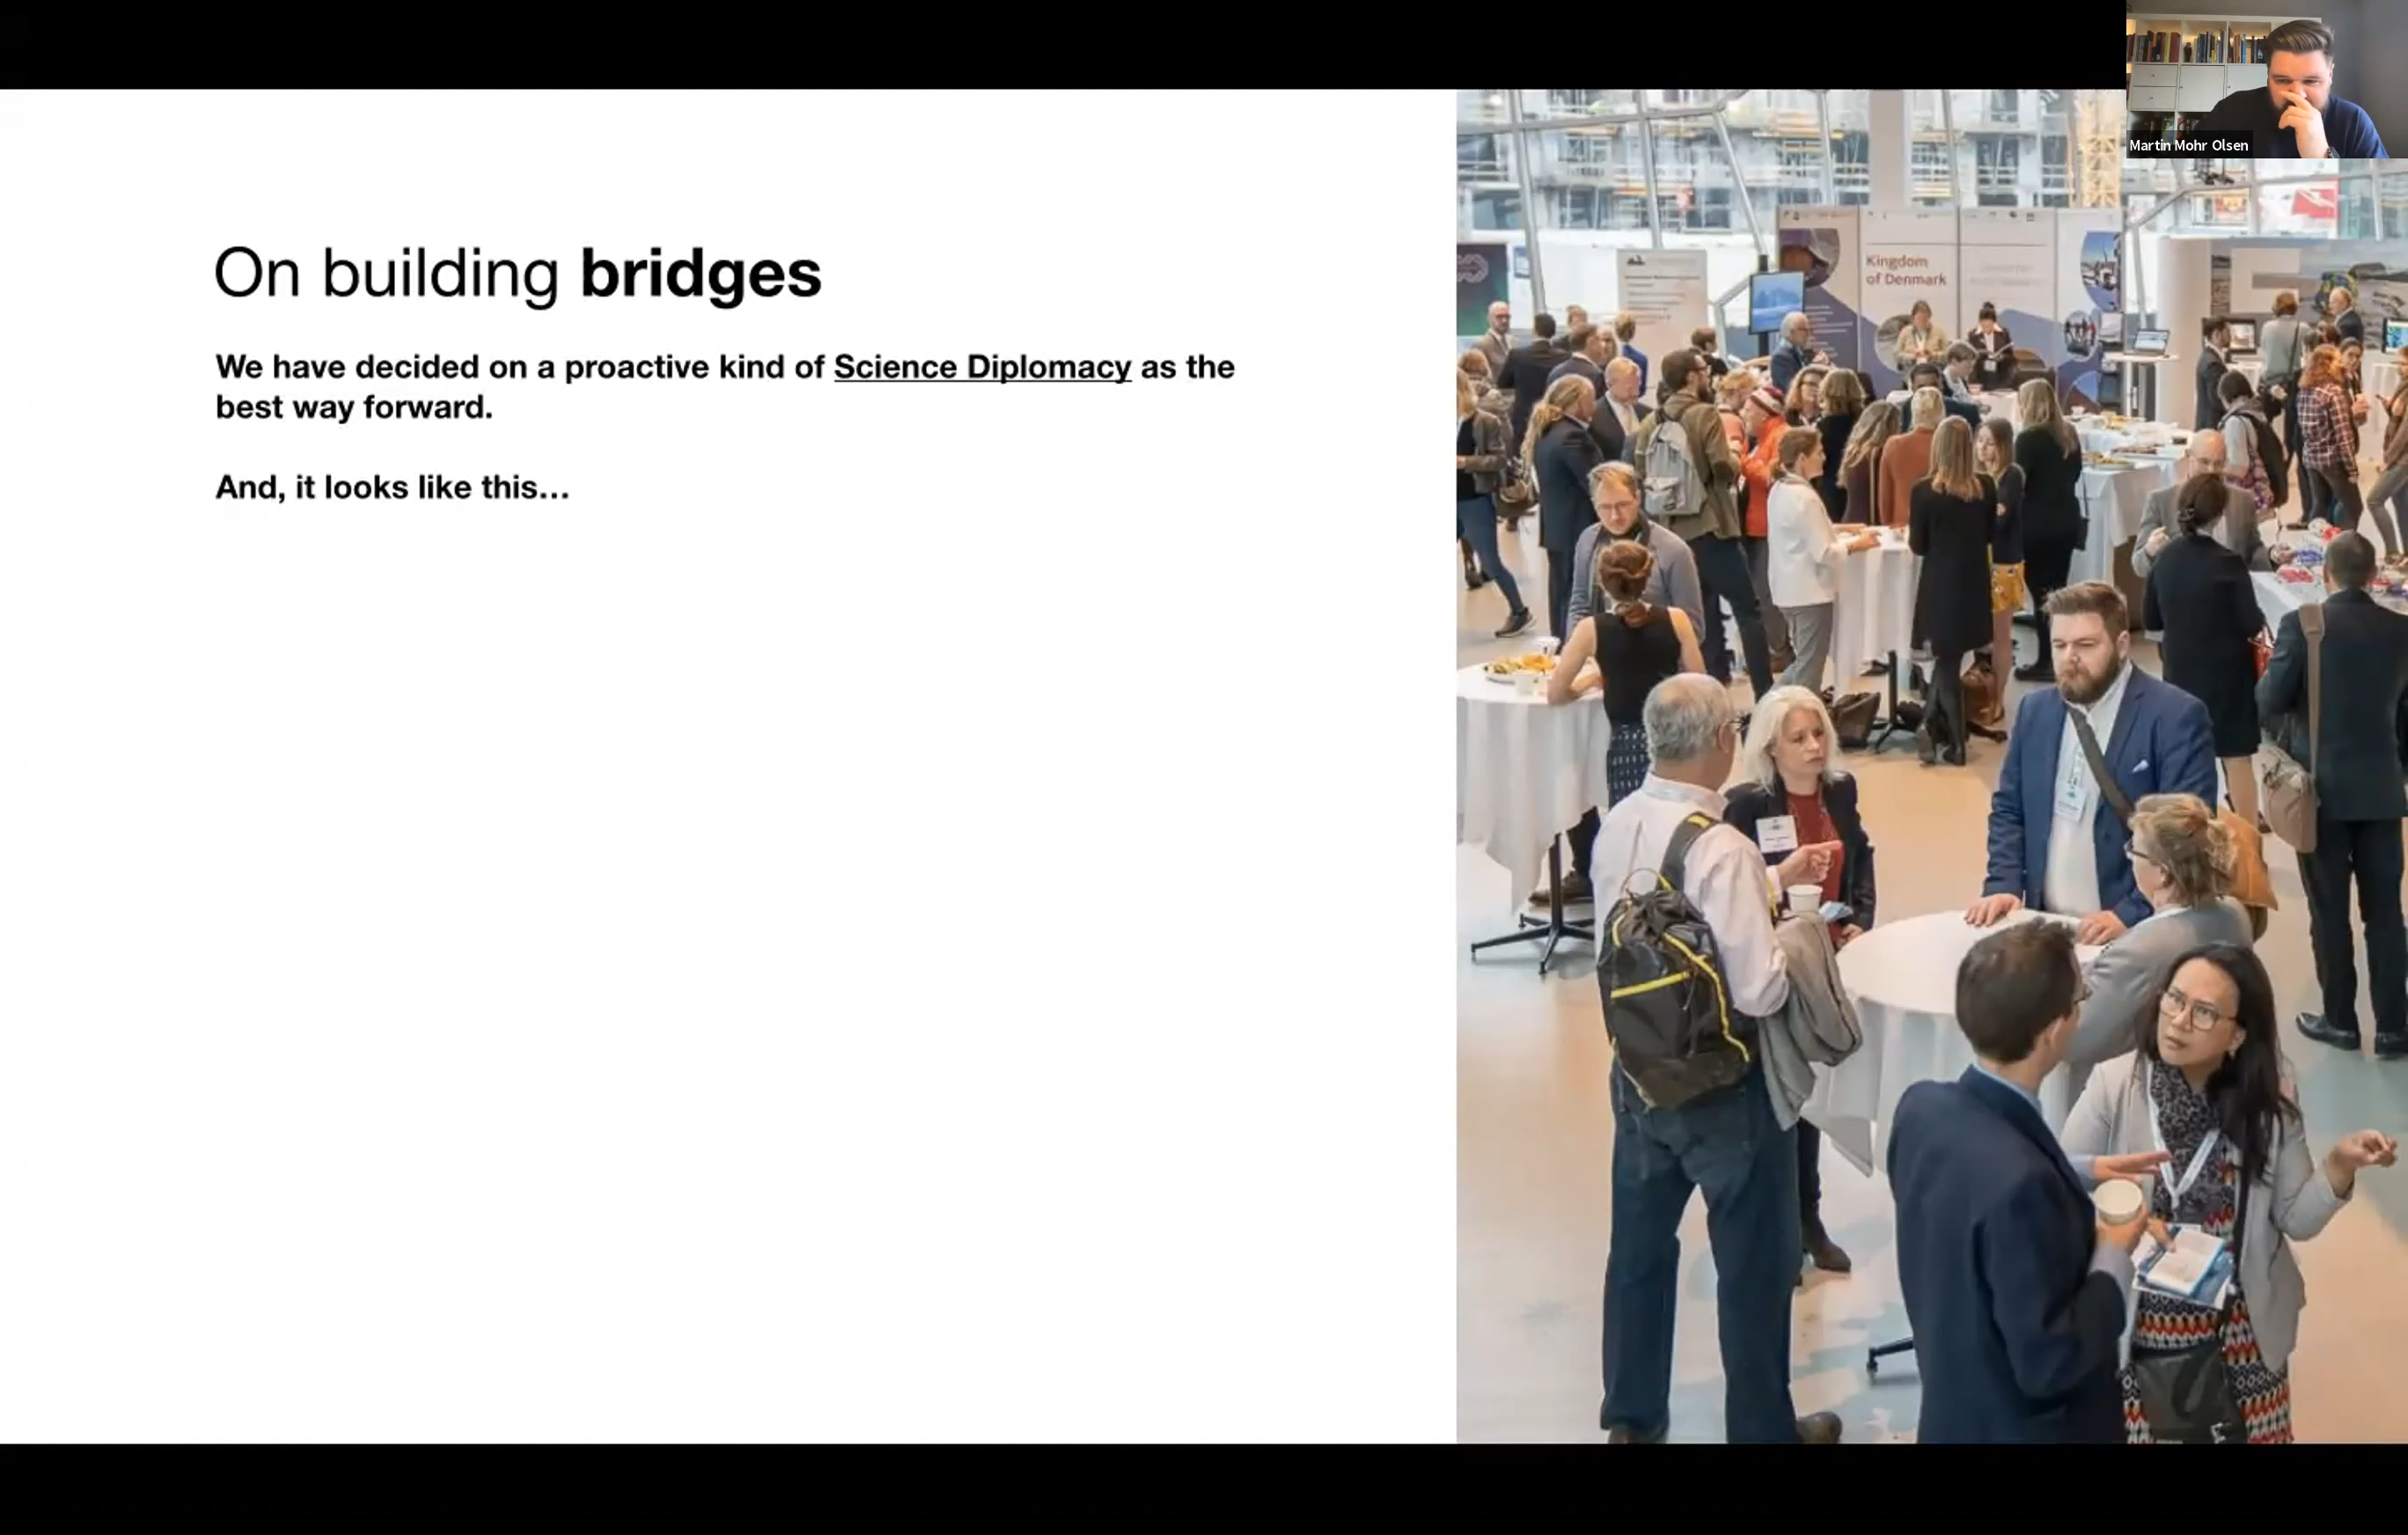 Martin Mohr Olsen
On building bridges
We have decided on a proactive kind of Science Diplomacy as the
best way forward.
And, it looks like this…
Kingdom
of Denmark